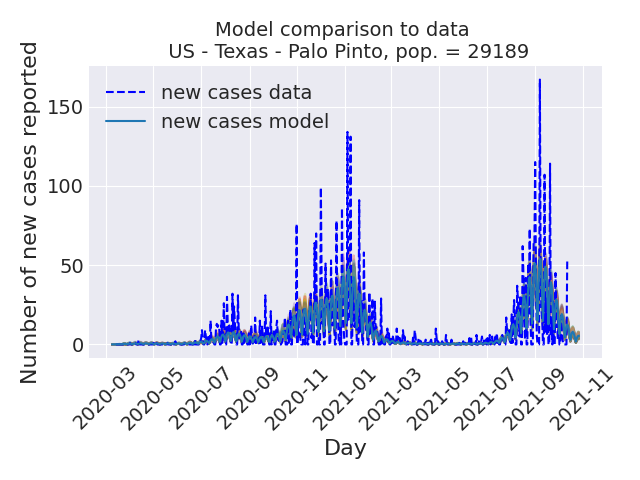 Model comparison to data
US - Texas - Palo Pinto, pop. = 29189
Number of new cases reported
150
100
50
0
new cases data
new cases model
2020-03
2020-05
2020-07
2020-09
2020-11
2021-01
2021-03
2021-05
2021-07
2021-09
2021-11
Day